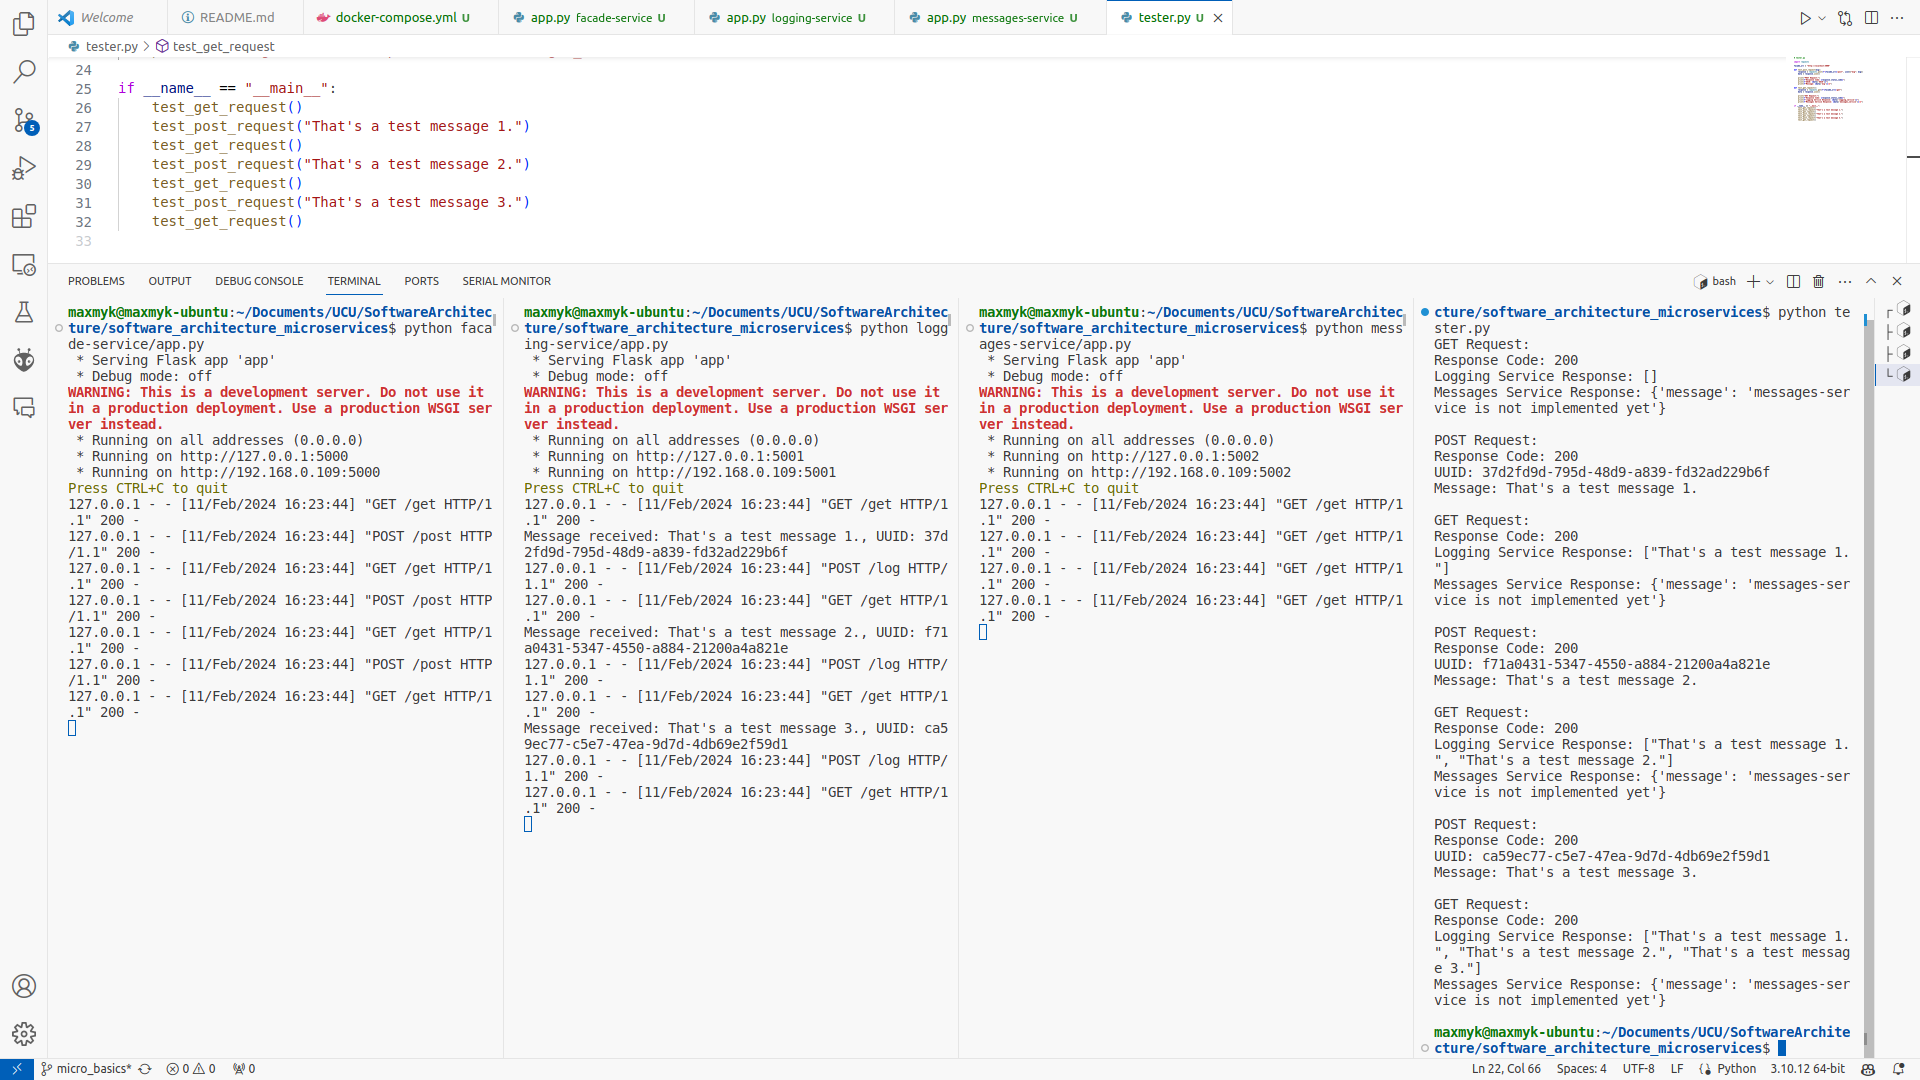 Welcome
README.md
docker-compose.yml U
app.py facade-service U
app.py logging-service U
app.py messages-service U
tester.py U
tester.py
test_get_request
24
25 if __name__ == "__main__":
26 test_get_request()
27 test_post_request("That's a test message 1.")
28 test_get_request()
29 test_post_request("That's a test message 2.")
30 test_get_request()
31 test_post_request("That's a test message 3.")
32 test_get_request()
33
5
PROBLEMS OUTPUT DEBUG CONSOLE TERMINAL PORTS SERIAL MONITOR
bash
maxmyk@maxmyk-ubuntu:~/Documents/UCU/SoftwareArchitec
ture/software_architecture_microservices$ python faca
de-service/app.py
* Serving Flask app 'app'
* Debug mode: off
WARNING: This is a development server. Do not use it
in a production deployment. Use a production WSGI ser
ver instead.
* Running on all addresses (0.0.0.0)
* Running on http://127.0.0.1:5000
* Running on http://192.168.0.109:5000
Press CTRL+C to quit
127.0.0.1 - - [11/Feb/2024 16:23:44] "GET /get HTTP/1
.1" 200 -
127.0.0.1 - - [11/Feb/2024 16:23:44] "POST /post HTTP
/1.1" 200 -
127.0.0.1 - - [11/Feb/2024 16:23:44] "GET /get HTTP/1
.1" 200 -
127.0.0.1 - - [11/Feb/2024 16:23:44] "POST /post HTTP
/1.1" 200 -
127.0.0.1 - - [11/Feb/2024 16:23:44] "GET /get HTTP/1
.1" 200 -
127.0.0.1 - - [11/Feb/2024 16:23:44] "POST /post HTTP
/1.1" 200 -
127.0.0.1 - - [11/Feb/2024 16:23:44] "GET /get HTTP/1
.1" 200 -
maxmyk@maxmyk-ubuntu:~/Documents/UCU/SoftwareArchitec
ture/software_architecture_microservices$ python logg
ing-service/app.py
* Serving Flask app 'app'
* Debug mode: off
WARNING: This is a development server. Do not use it
in a production deployment. Use a production WSGI ser
ver instead.
* Running on all addresses (0.0.0.0)
* Running on http://127.0.0.1:5001
* Running on http://192.168.0.109:5001
Press CTRL+C to quit
127.0.0.1 - - [11/Feb/2024 16:23:44] "GET /get HTTP/1
.1" 200 -
Message received: That's a test message 1., UUID: 37d
2fd9d-795d-48d9-a839-fd32ad229b6f
127.0.0.1 - - [11/Feb/2024 16:23:44] "POST /log HTTP/
1.1" 200 -
127.0.0.1 - - [11/Feb/2024 16:23:44] "GET /get HTTP/1
.1" 200 -
Message received: That's a test message 2., UUID: f71
a0431-5347-4550-a884-21200a4a821e
127.0.0.1 - - [11/Feb/2024 16:23:44] "POST /log HTTP/
1.1" 200 -
127.0.0.1 - - [11/Feb/2024 16:23:44] "GET /get HTTP/1
.1" 200 -
Message received: That's a test message 3., UUID: ca5
9ec77-c5e7-47ea-9d7d-4db69e2f59d1
127.0.0.1 - - [11/Feb/2024 16:23:44] "POST /log HTTP/
1.1" 200 -
127.0.0.1 - - [11/Feb/2024 16:23:44] "GET /get HTTP/1
.1" 200 -
maxmyk@maxmyk-ubuntu:~/Documents/UCU/SoftwareArchitec
ture/software_architecture_microservices$ python mess
ages-service/app.py
* Serving Flask app 'app'
* Debug mode: off
WARNING: This is a development server. Do not use it
in a production deployment. Use a production WSGI ser
ver instead.
* Running on all addresses (0.0.0.0)
* Running on http://127.0.0.1:5002
* Running on http://192.168.0.109:5002
Press CTRL+C to quit
127.0.0.1 - - [11/Feb/2024 16:23:44] "GET /get HTTP/1
.1" 200 -
127.0.0.1 - - [11/Feb/2024 16:23:44] "GET /get HTTP/1
.1" 200 -
127.0.0.1 - - [11/Feb/2024 16:23:44] "GET /get HTTP/1
.1" 200 -
127.0.0.1 - - [11/Feb/2024 16:23:44] "GET /get HTTP/1
.1" 200 -
cture/software_architecture_microservices$ python te
ster.py
GET Request:
Response Code: 200
Logging Service Response: []
Messages Service Response: {'message': 'messages-ser
vice is not implemented yet'}
POST Request:
Response Code: 200
UUID: 37d2fd9d-795d-48d9-a839-fd32ad229b6f
Message: That's a test message 1.
GET Request:
Response Code: 200
Logging Service Response: ["That's a test message 1.
"]
Messages Service Response: {'message': 'messages-ser
vice is not implemented yet'}
POST Request:
Response Code: 200
UUID: f71a0431-5347-4550-a884-21200a4a821e
Message: That's a test message 2.
GET Request:
Response Code: 200
Logging Service Response: ["That's a test message 1.
", "That's a test message 2."]
Messages Service Response: {'message': 'messages-ser
vice is not implemented yet'}
POST Request:
Response Code: 200
UUID: ca59ec77-c5e7-47ea-9d7d-4db69e2f59d1
Message: That's a test message 3.
GET Request:
Response Code: 200
Logging Service Response: ["That's a test message 1.
", "That's a test message 2.", "That's a test messag
e 3."]
Messages Service Response: {'message': 'messages-ser
vice is not implemented yet'}
maxmyk@maxmyk-ubuntu:~/Documents/UCU/SoftwareArchite
cture/software_architecture_microservices$
micro_basics* 0 0 0 Ln 22, Col 66 Spaces: 4 UTF-8 LF Python 3.10.12 64-bit